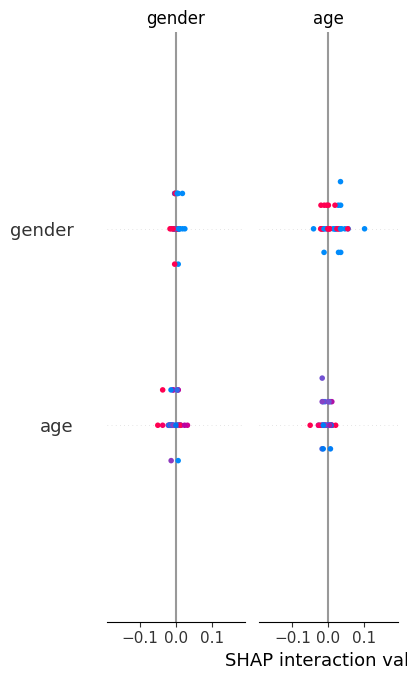 gender age
gender
age
−0.1 0.0 0.1 −0.1 0.0 0.1
SHAP interaction val